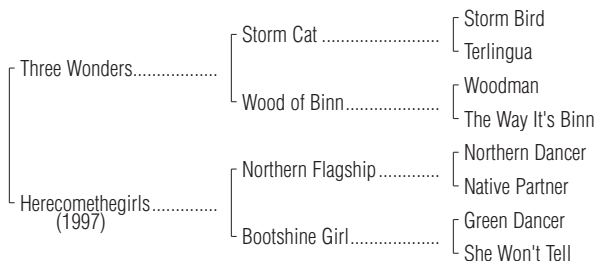 Storm Bird
Storm Cat ........................
Terlingua
Three Wonders.................
Woodman
Wood of Binn...................
The Way It's Binn
Northern Dancer
Northern Flagship.............
Native Partner
Herecomethegirls.............
(1997)
Green Dancer
Bootshine Girl..................
She Won't Tell